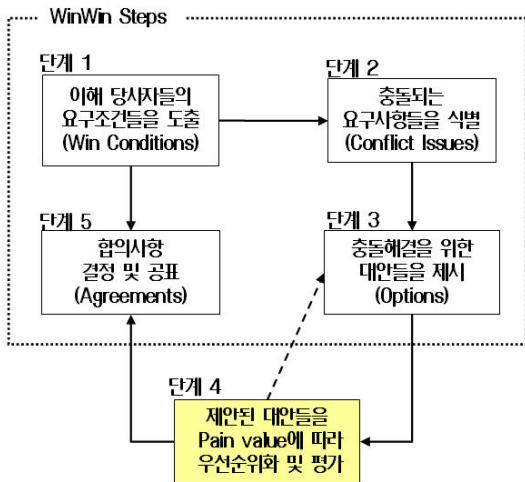 WinWin Steps
단계 1
이해 당사자들의
요구조건들을 도출
(Win Conditions)
단계 2
충돌되는
요구사항들을 식별
(Conflict Issues)
단계 3
충돌해결을 위한
대안들을 제시
(Options)
단계 4
제안된 대안들을
Pain value에 따라
우선순위화 및 평가
단계 5
합의사항
결정 및 공표
(Agreements)